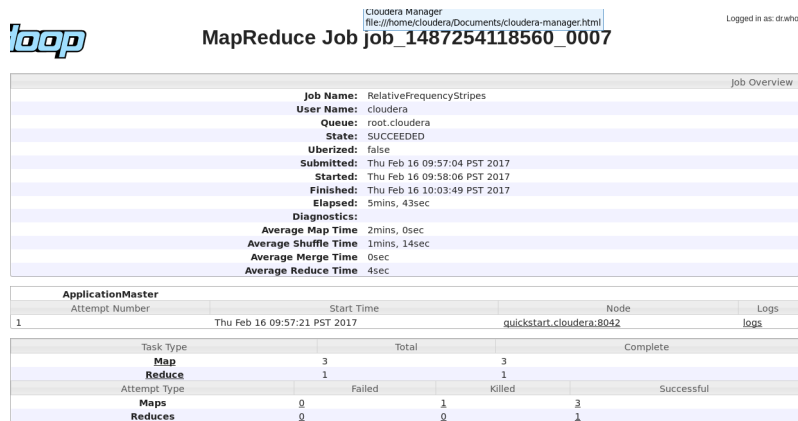 Cloudera Manager
file:///home/cloudera/Documents/cloudera-manager.html
Logged in as: dr.who
MapReduce Job job_1487254118560_0007
Job Overview
Job Name: RelativeFrequencyStripes
User Name: cloudera
Queue: root.cloudera
State: SUCCEEDED
Uberized: false
Submitted: Thu Feb 16 09:57:04 PST 2017
Started: Thu Feb 16 09:58:06 PST 2017
Finished: Thu Feb 16 10:03:49 PST 2017
Elapsed: 5mins, 43sec
Diagnostics:
Average Map Time 2mins, 0sec
Average Shuffle Time 1mins, 14sec
Average Merge Time 0sec
Average Reduce Time 4sec
ApplicationMaster
Attempt Number Start Time Node Logs
1 Thu Feb 16 09:57:21 PST 2017 quickstart.cloudera:8042 logs
Task Type Total Complete
Map 3 3
Reduce 1 1
Attempt Type Failed Killed Successful
Maps 0 1 3
Reduces 0 0 1